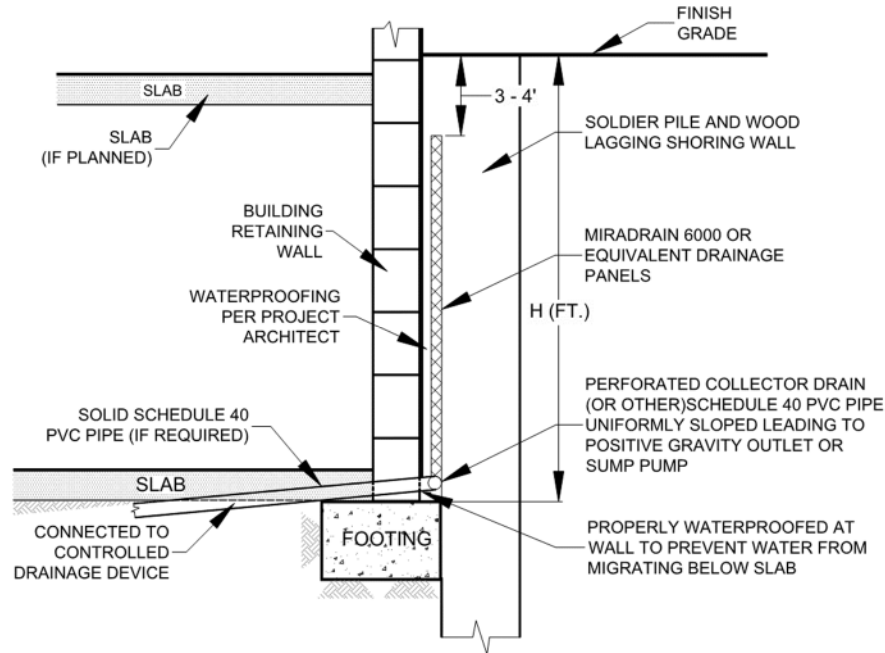 FINISH
GRADE
SLAB
3 - 4'
SLAB
(IF PLANNED)
SOLDIER PILE AND WOOD
LAGGING SHORING WALL
BUILDING
RETAINING
WALL
MIRADRAIN 6000 OR
EQUIVALENT DRAINAGE
PANELS
WATERPROOFING
PER PROJECT
ARCHITECT
H (FT.)
PERFORATED COLLECTOR DRAIN
(OR OTHER)SCHEDULE 40 PVC PIPE
UNIFORMLY SLOPED LEADING TO
POSITIVE GRAVITY OUTLET OR
SUMP PUMP
SOLID SCHEDULE 40
PVC PIPE (IF REQUIRED)
SLAB
CONNECTED TO
CONTROLLED
DRAINAGE DEVICE
FOOTING
PROPERLY WATERPROOFED AT
WALL TO PREVENT WATER FROM
MIGRATING BELOW SLAB